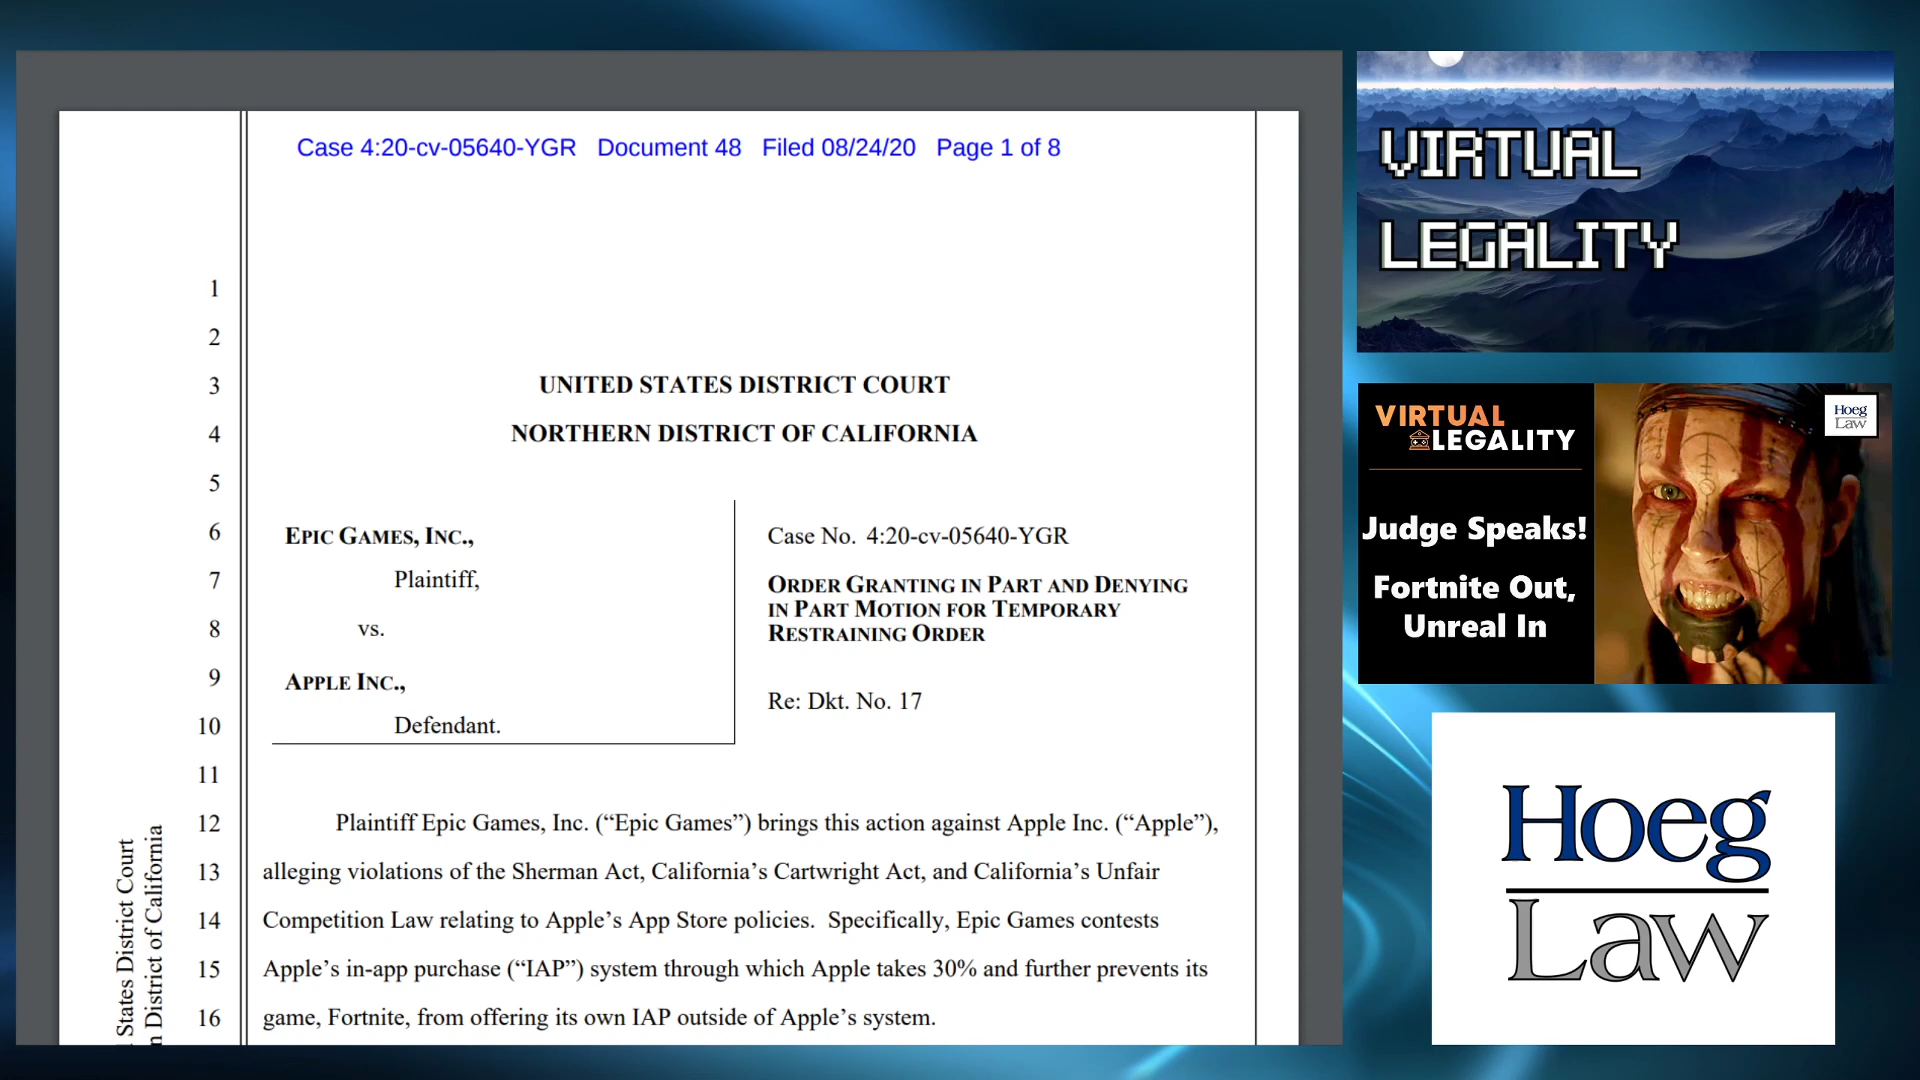 Case 4:20-cv-05640-YGR Document 48 Filed 08/24/20 Page 1 of 8
1
2
3 UNITED STATES DISTRICT COURT
4 NORTHERN DISTRICT OF CALIFORNIA
5
6 EPIC GAMES, INC.,
7 Plaintiff,
8 vs.
9 APPLE INC.,
10 Defendant.
Case No. 4:20-cv-05640-YGR
ORDER GRANTING IN PART AND DENYING
IN PART MOTION FOR TEMPORARY
RESTRAINING ORDER
Re: Dkt. No. 17
11
12 Plaintiff Epic Games, Inc. (“Epic Games”) brings this action against Apple Inc. (“Apple”),
13 alleging violations of the Sherman Act, California’s Cartwright Act, and California’s Unfair
14 Competition Law relating to Apple’s App Store policies. Specifically, Epic Games contests
15 Apple’s in-app purchase (“IAP”) system through which Apple takes 30% and further prevents its
16 game, Fortnite, from offering its own IAP outside of Apple’s system.
States District Court
District of California
VIRTUAL
LEGALITY
VIRTUAL
LEGALITY
Hoeg
Law
Judge Speaks!
Fortnite Out,
Unreal In
Hoeg
Law